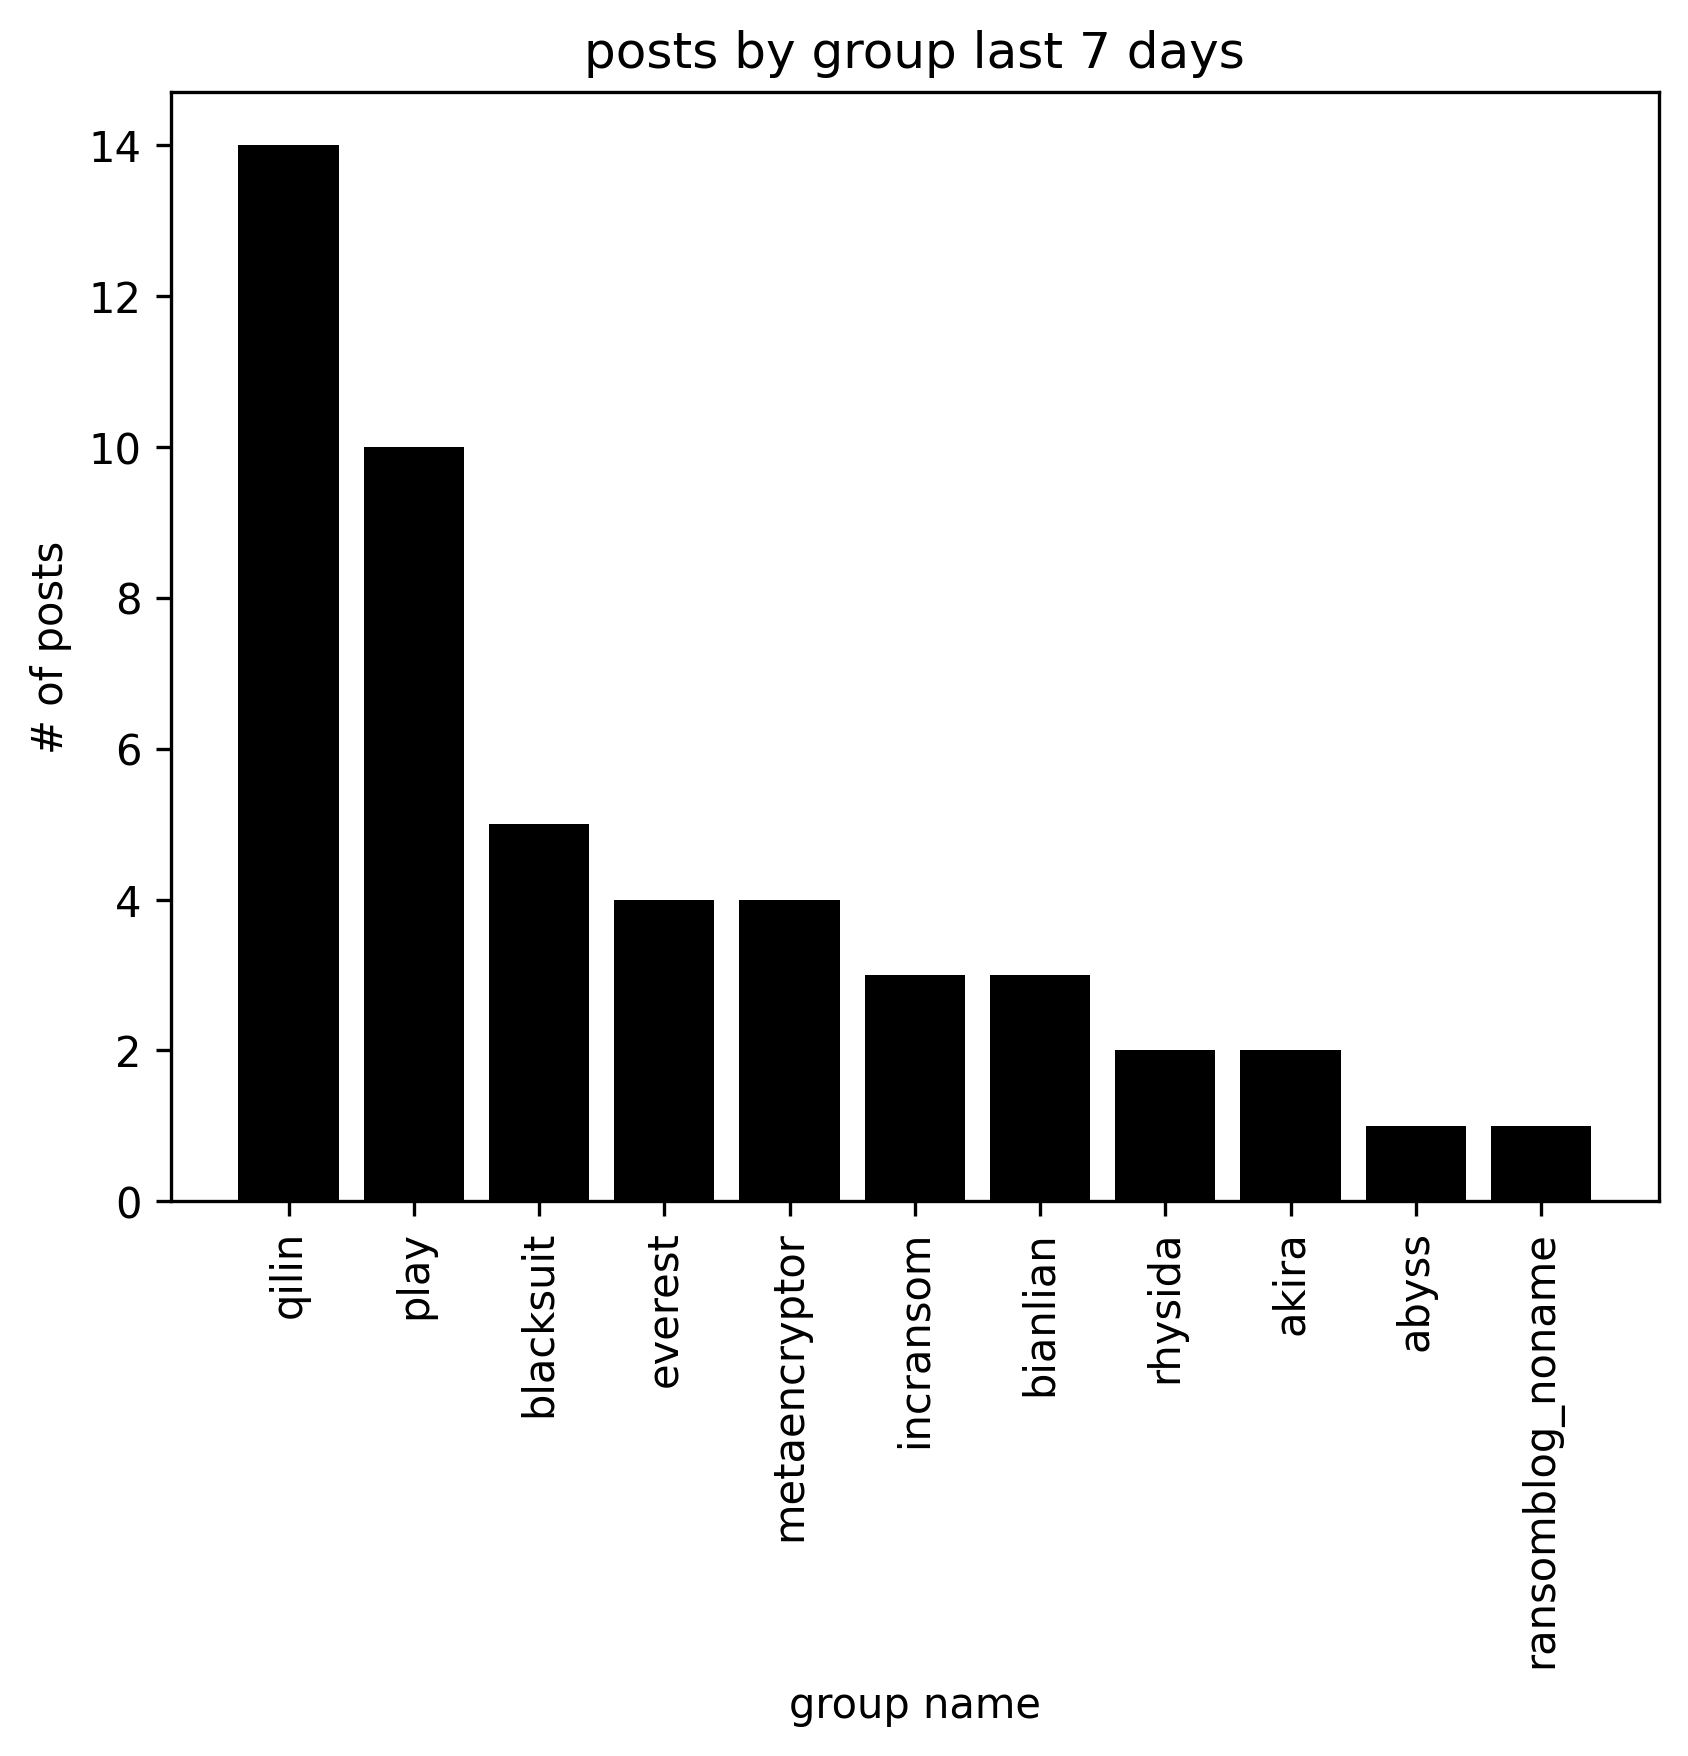 posts by group last 7 days
# of posts
14
12
10
8
6
4
2
0
qilin
play
blacksuit
everest
metaencryptor
incransom
bianlian
rhysida
akira
abyss
ransomblog_noname
group name